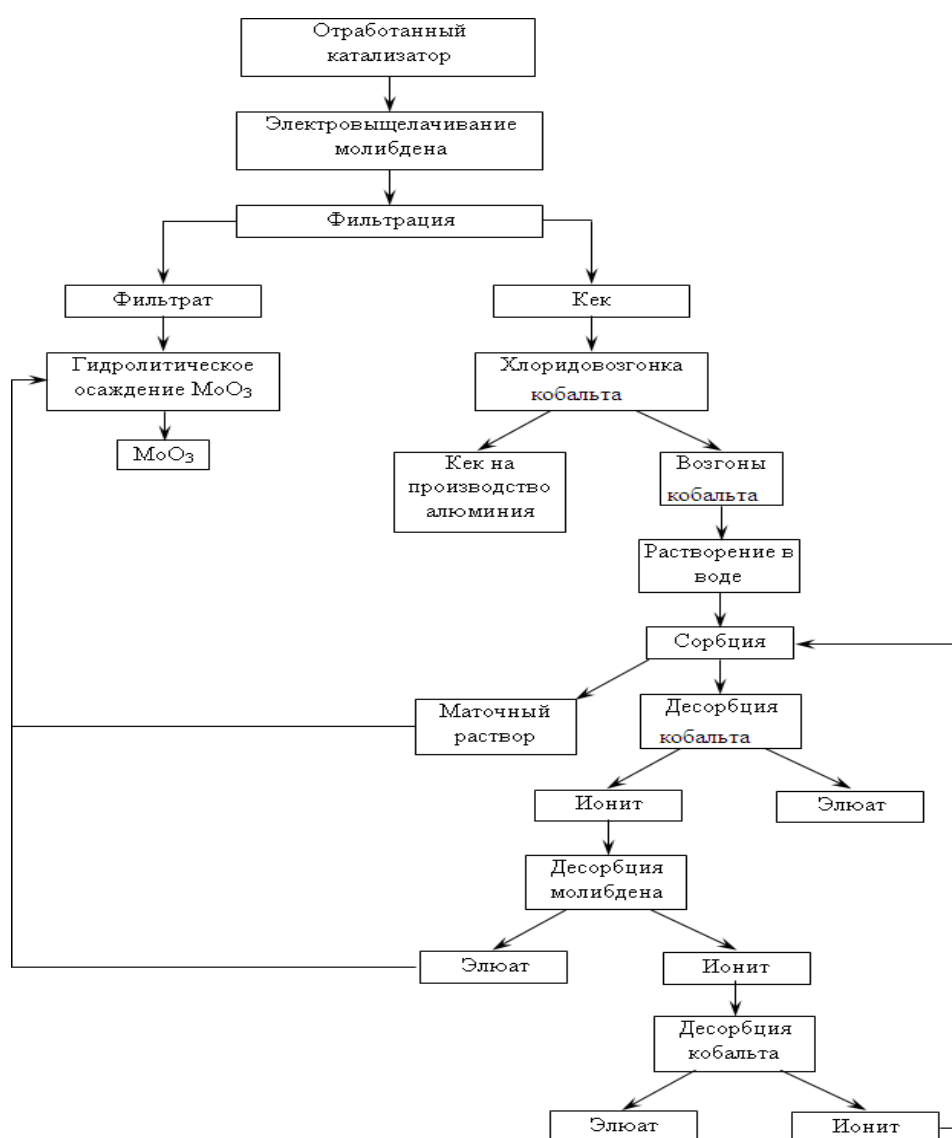 Отработанный
катализатор
Электровыщелачивание
молибдена
Фильтрация
Фильтрат
Кек
Гидролитическое
осаждение MoO₃
Хлоридовозгонка
кобальта
MoO₃
Кек на
производство
алюминия
Возгоны
кобальта
Растворение в
воде
Сорбция
Маточный
раствор
Десорбция
кобальта
Ионит
Элюат
Десорбция
молибдена
Элюат
Ионит
Десорбция
кобальта
Элюат
Ионит